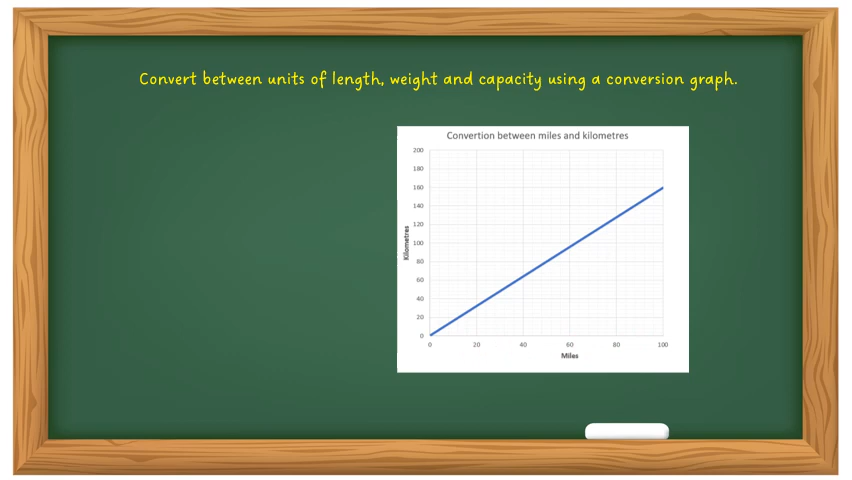 Convert between units of length, weight and capacity using a conversion graph.
Convertion between miles and kilometres
200
180
160
140
120
100
80
60
40
20
0
Kilometres
0 20 40 60 80 100
Miles